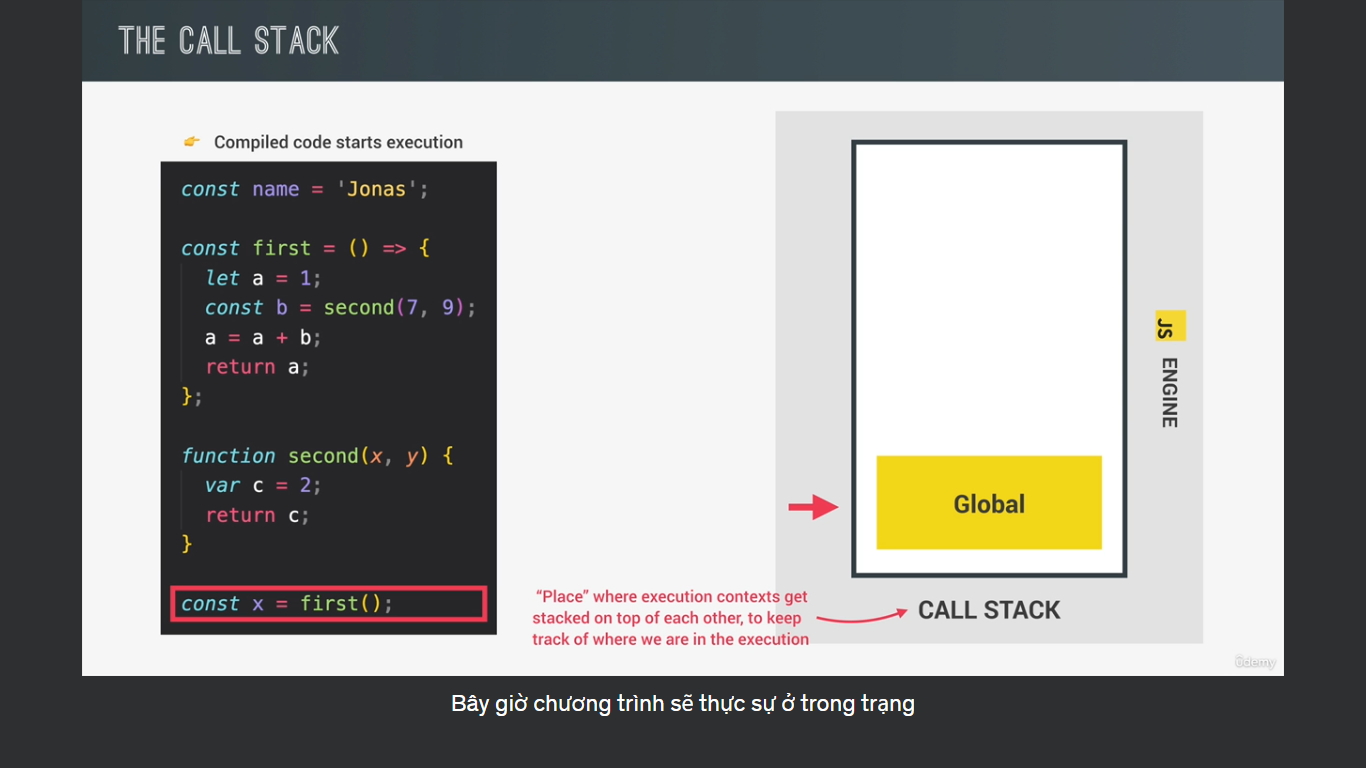 THE CALL STACK
👉 Compiled code starts execution
const name = 'Jonas';
const first = () => {
let a = 1;
const b = second(7, 9);
a = a + b;
return a;
};
function second(x, y) {
var c = 2;
return c;
}
const x = first();
Global
JS ENGINE
“Place” where execution contexts get
stacked on top of each other, to keep
track of where we are in the execution
CALL STACK
Udemy
Bây giờ chương trình sẽ thực sự ở trong trạng